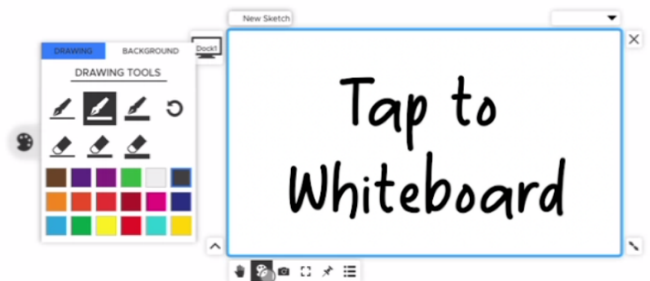 New Sketch
Dock1
DRAWING BACKGROUND
DRAWING TOOLS
Tap to
Whiteboard